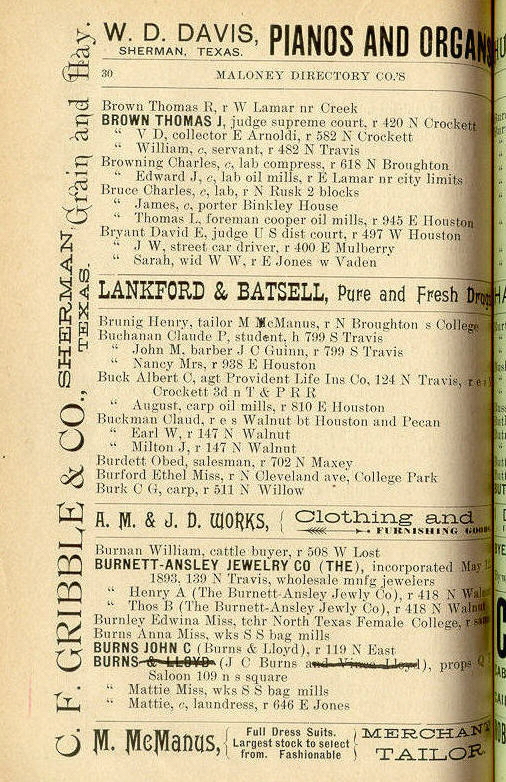 W. D. DAVIS, PIANOS AND ORGANS
SHERMAN, TEXAS.
30 MALONEY DIRECTORY CO.'S
Brown Thomas R, r W Lamar nr Creek
BROWN THOMAS J, judge supreme court, r 420 N Crockett
“ V D, collector E Arnoldi, r 582 N Crockett
“ William, c, servant, r 482 N Travis
Browning Charles, c, lab compress, r 618 N Broughton
“ Edward J, c, lab oil mills, r E Lamar nr city limits
Bruce Charles, c, lab, r N Rusk 2 blocks
“ James, c, porter Binkley House
“ Thomas L, foreman cooper oil mills, r 945 E Houston
Bryant David E, judge U S dist court, r 497 W Houston
“ J W, street car driver, r 400 E Mulberry
“ Sarah, wid W W, r E Jones w Vaden
LANKFORD & BATSELL, Pure and Fresh Drugs
Brunig Henry, tailor M McManus, r N Broughton s College
Buchanan Claude P, student, h 799 S Travis
“ John M, barber J C Guinn, r 799 S Travis
“ Nancy Mrs, r 938 E Houston
Buck Albert C, agt Provident Life Ins Co, 124 N Travis, r e s
Crockett 3d n T & P R R
“ August, carp oil mills, r 810 E Houston
Buckman Claud, r e s Walnut bt Houston and Pecan
“ Earl W, r 147 N Walnut
“ Milton J, r 147 N Walnut
Burdett Obed, salesman, r 702 N Maxey
Burford Ethel Miss, r N Cleveland ave, College Park
Burk C G, carp, r 511 N Willow
A. M. & J. D. WORKS, { Clothing and
FURNISHING GOODS
Burnan William, cattle buyer, r 508 W Lost
BURNETT-ANSLEY JEWELRY CO (THE), incorporated May
1893, 139 N Travis, wholesale mnfg jewelers
“ Henry A (The Burnett-Ansley Jewly Co), r 418 N Walnut
“ Thos B (The Burnett-Ansley Jewly Co), r 418 N Walnut
Burnley Edwina Miss, tchr North Texas Female College, r same
Burns Anna Miss, wks S S bag mills
BURNS JOHN C (Burns & Lloyd), r 119 N East
BURNS & LLOYD (J C Burns and Vince Lloyd), props Q T
Saloon 109 n s square
“ Mattie Miss, wks S S bag mills
“ Mattie, c, laundress, r 646 E Jones
M. McMANUS, { Full Dress Suits. Largest stock to select from. Fashionable } MERCHANT
TAILOR
C. F. GRIBBLE & CO., SHERMAN, TEXAS. Grain and Hay.